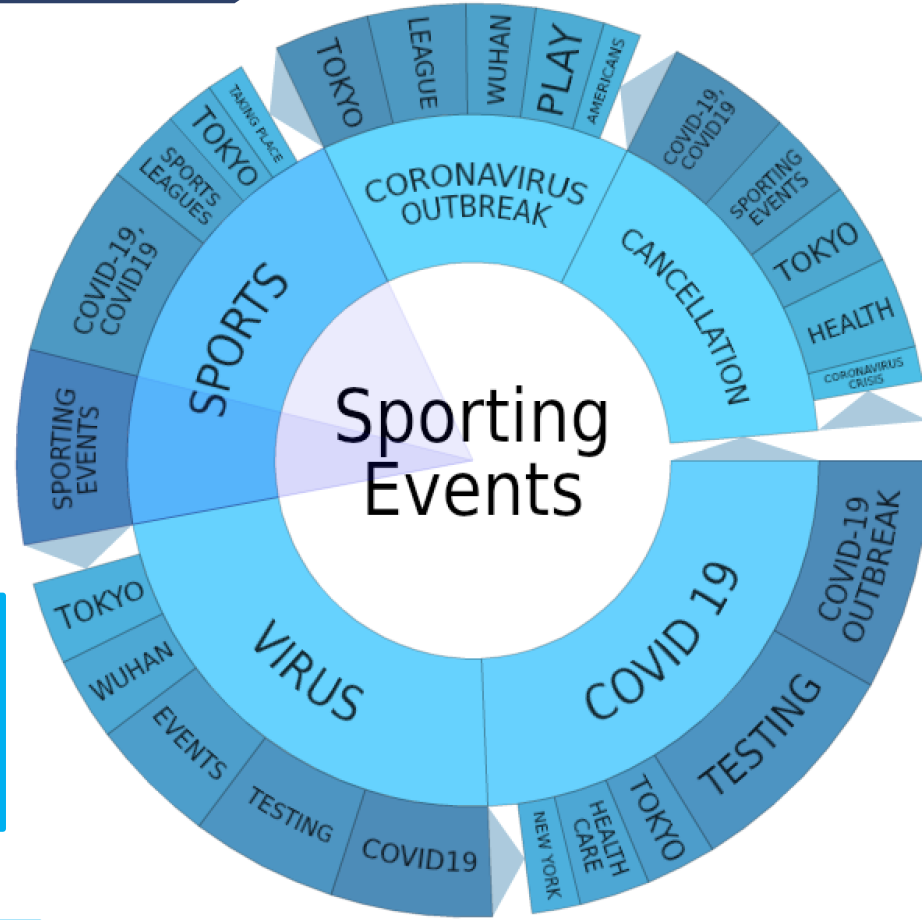 Sporting
Events
CORONAVIRUS
OUTBREAK
TOKYO
LEAGUE
WUHAN
PLAY
AMERICANS
CANCELLATION
COVID-19,
COVID19
SPORTING
EVENTS
TOKYO
HEALTH
CORONAVIRUS
CRISIS
COVID 19
COVID-19
OUTBREAK
TESTING
TOKYO
HEALTH
CARE
NEW YORK
VIRUS
COVID19
TESTING
EVENTS
WUHAN
TOKYO
SPORTS
SPORTING
EVENTS
COVID-19,
COVID19
SPORTS
LEAGUES
TOKYO
TAKING PLACE